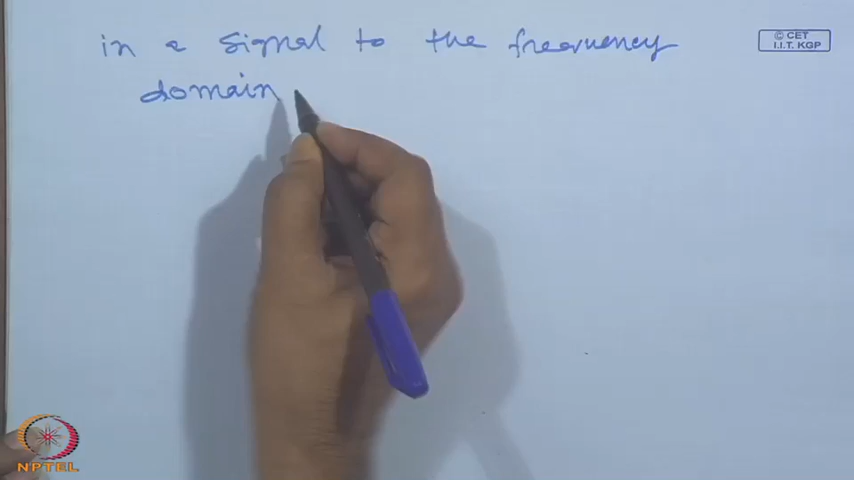 in a signal to the frequency
domain
© CET
I.I.T. KGP
NPTEL